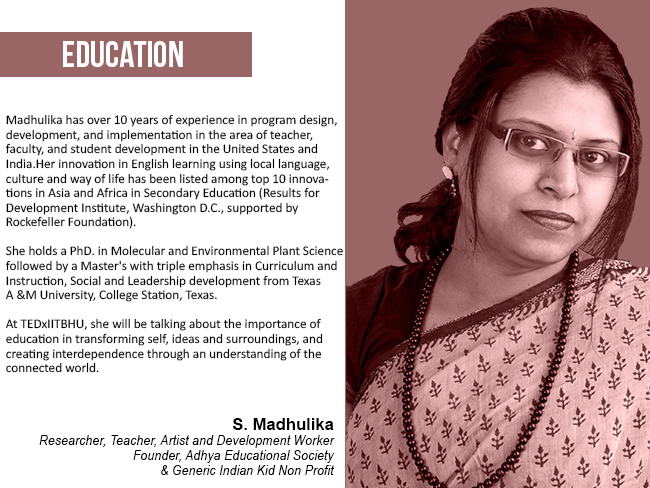 EDUCATION
Madhulika has over 10 years of experience in program design,
development, and implementation in the area of teacher,
faculty, and student development in the United States and
India.Her innovation in English learning using local language,
culture and way of life has been listed among top 10 innova-
tions in Asia and Africa in Secondary Education (Results for
Development Institute, Washington D.C., supported by
Rockefeller Foundation).
She holds a PhD. in Molecular and Environmental Plant Science
followed by a Master's with triple emphasis in Curriculum and
Instruction, Social and Leadership development from Texas
A &M University, College Station, Texas.
At TEDxIITBHU, she will be talking about the importance of
education in transforming self, ideas and surroundings, and
creating interdependence through an understanding of the
connected world.
S. Madhulika
Researcher, Teacher, Artist and Development Worker
Founder, Adhya Educational Society
& Generic Indian Kid Non Profit